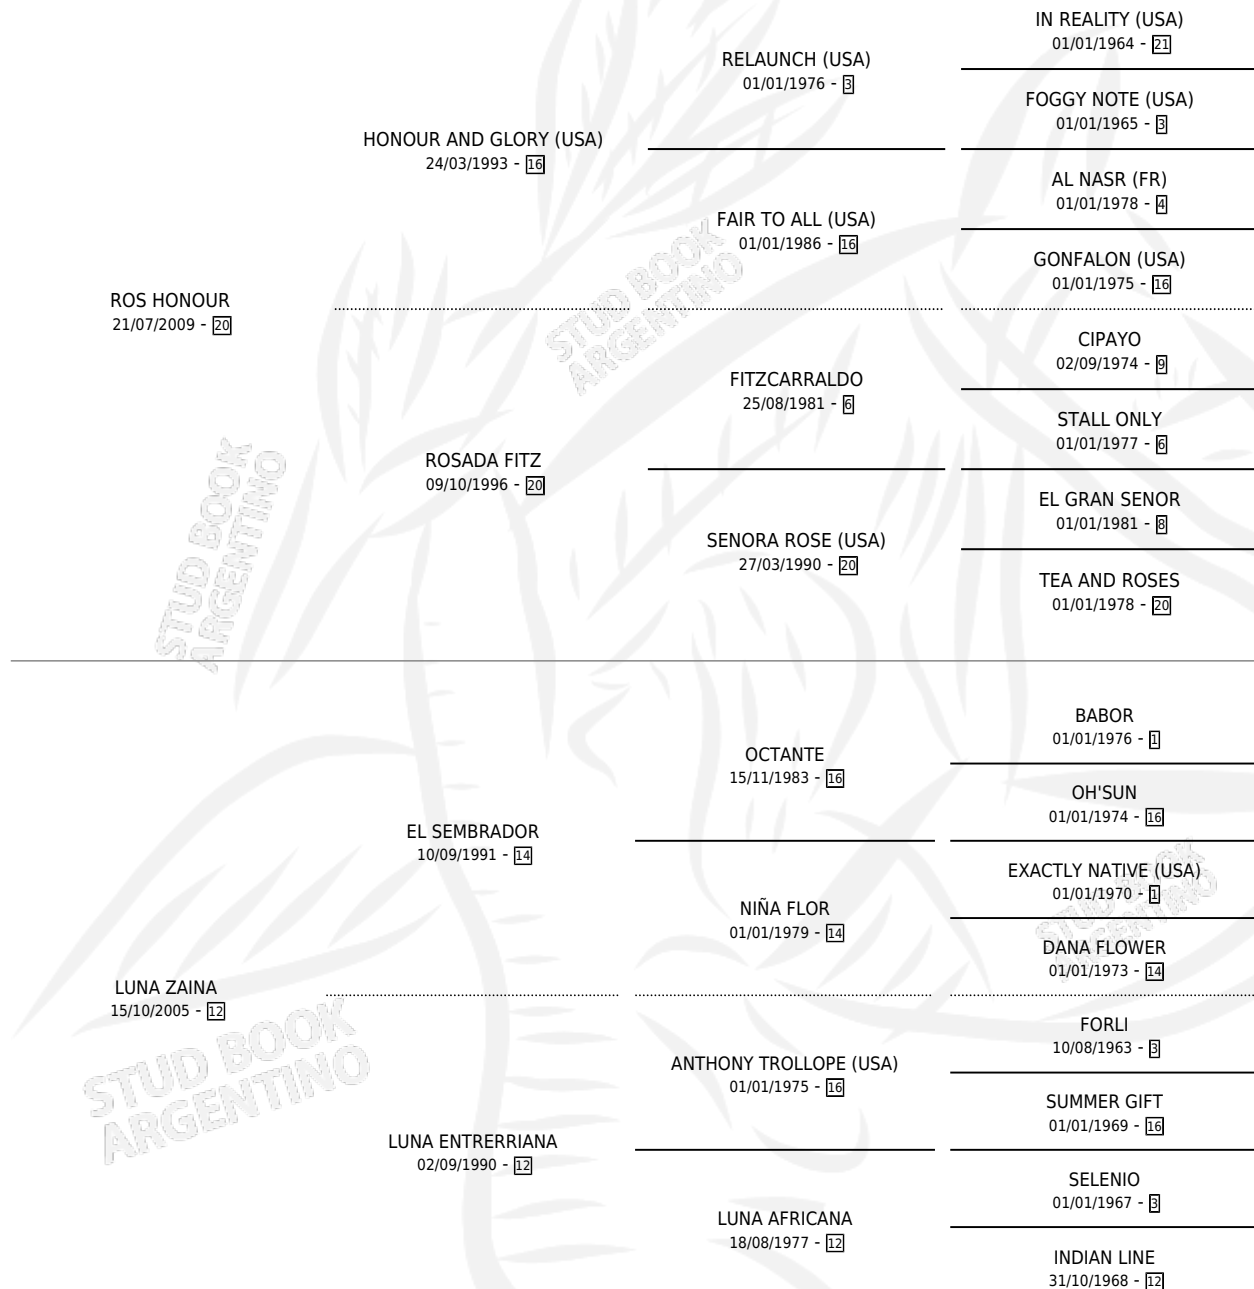 IN REALITY (USA)
01/01/1964 - 21
RELAUNCH (USA)
01/01/1976 - 3
FOGGY NOTE (USA)
01/01/1965 - 3
HONOUR AND GLORY (USA)
24/03/1993 - 16
AL NASR (FR)
01/01/1978 - 4
FAIR TO ALL (USA)
01/01/1986 - 16
GONFALON (USA)
01/01/1975 - 16
ROS HONOUR
21/07/2009 - 20
CIPAYO
02/09/1974 - 9
FITZCARRALDO
25/08/1981 - 6
STALL ONLY
01/01/1977 - 6
ROSADA FITZ
09/10/1996 - 20
EL GRAN SENOR
01/01/1981 - 8
SENORA ROSE (USA)
27/03/1990 - 20
TEA AND ROSES
01/01/1978 - 20
BABOR
01/01/1976 - 1
OCTANTE
15/11/1983 - 16
OH'SUN
01/01/1974 - 16
EL SEMBRADOR
10/09/1991 - 14
EXACTLY NATIVE (USA)
01/01/1970 - 1
NIÑA FLOR
01/01/1979 - 14
DANA FLOWER
01/01/1973 - 14
LUNA ZAINA
15/10/2005 - 12
FORLI
10/08/1963 - 3
ANTHONY TROLLOPE (USA)
01/01/1975 - 16
SUMMER GIFT
01/01/1969 - 16
LUNA ENTRERRIANA
02/09/1990 - 12
SELENIO
01/01/1967 - 3
LUNA AFRICANA
18/08/1977 - 12
INDIAN LINE
31/10/1968 - 12
STUD BOOK
ARGENTINO
STUD BOOK
ARGENTINO
STUD BOOK
ARGENTINO
STUD BOOK
ARGENTINO